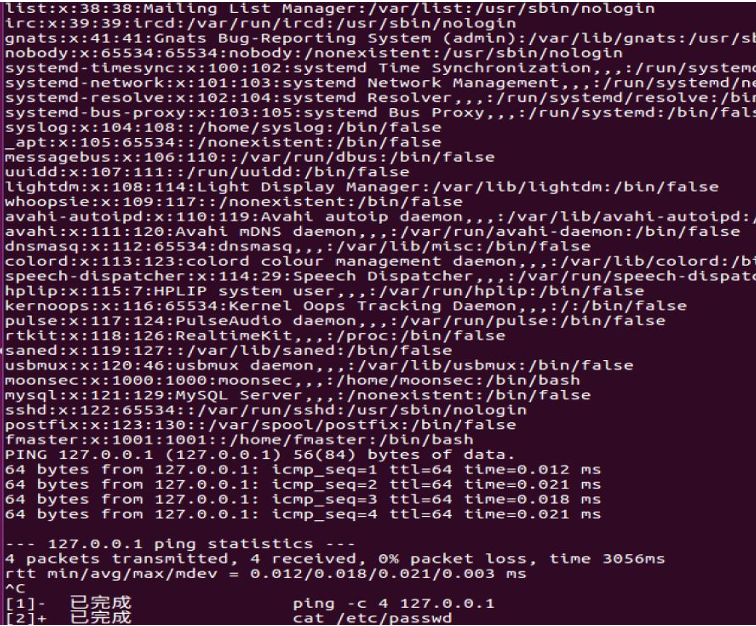 list:x:38:38:Mailing List Manager:/var/list:/usr/sbin/nologin
irc:x:39:39:ircd:/var/run/ircd:/usr/sbin/nologin
gnats:x:41:41:Gnats Bug-Reporting System (admin):/var/lib/gnats:/usr/sb
nobody:x:65534:65534:nobody:/nonexistent:/usr/sbin/nologin
systemd-timesync:x:100:102:systemd Time Synchronization,,,:/run/systemd
systemd-network:x:101:103:systemd Network Management,,,:/run/systemd/ne
systemd-resolve:x:102:104:systemd Resolver,,,:/run/systemd/resolve:/bin
systemd-bus-proxy:x:103:105:systemd Bus Proxy,,,:/run/systemd:/bin/fals
syslog:x:104:108::/home/syslog:/bin/false
_apt:x:105:65534::/nonexistent:/bin/false
messagebus:x:106:110::/var/run/dbus:/bin/false
uuidd:x:107:111::/run/uuidd:/bin/false
lightdm:x:108:114:Light Display Manager:/var/lib/lightdm:/bin/false
whoopsie:x:109:117::/nonexistent:/bin/false
avahi-autoipd:x:110:119:Avahi autoip daemon,,,:/var/lib/avahi-autoipd:/
avahi:x:111:120:Avahi mDNS daemon,,,:/var/run/avahi-daemon:/bin/false
dnsmasq:x:112:65534:dnsmasq,,,:/var/lib/misc:/bin/false
colord:x:113:123:colord colour management daemon,,,:/var/lib/colord:/bi
speech-dispatcher:x:114:29:Speech Dispatcher,,,:/var/run/speech-dispatc
hplip:x:115:7:HPLIP system user,,,:/var/run/hplip:/bin/false
kernoops:x:116:65534:Kernel Oops Tracking Daemon,,,:/:/bin/false
pulse:x:117:124:PulseAudio daemon,,,:/var/run/pulse:/bin/false
rtkit:x:118:126:RealtimeKit,,,:/proc:/bin/false
saned:x:119:127::/var/lib/saned:/bin/false
usbmux:x:120:46:usbmux daemon,,,:/var/lib/usbmux:/bin/false
moonsec:x:1000:1000:moonsec,,,:/home/moonsec:/bin/bash
mysql:x:121:129:MySQL Server,,,:/nonexistent:/bin/false
sshd:x:122:65534::/var/run/sshd:/usr/sbin/nologin
postfix:x:123:130::/var/spool/postfix:/bin/false
fmaster:x:1001:1001::/home/fmaster:/bin/bash
PING 127.0.0.1 (127.0.0.1) 56(84) bytes of data.
64 bytes from 127.0.0.1: icmp_seq=1 ttl=64 time=0.012 ms
64 bytes from 127.0.0.1: icmp_seq=2 ttl=64 time=0.021 ms
64 bytes from 127.0.0.1: icmp_seq=3 ttl=64 time=0.018 ms
64 bytes from 127.0.0.1: icmp_seq=4 ttl=64 time=0.021 ms
--- 127.0.0.1 ping statistics ---
4 packets transmitted, 4 received, 0% packet loss, time 3056ms
rtt min/avg/max/mdev = 0.012/0.018/0.021/0.003 ms
^C
[1]- 已完成 ping -c 4 127.0.0.1
[2]+ 已完成 cat /etc/passwd